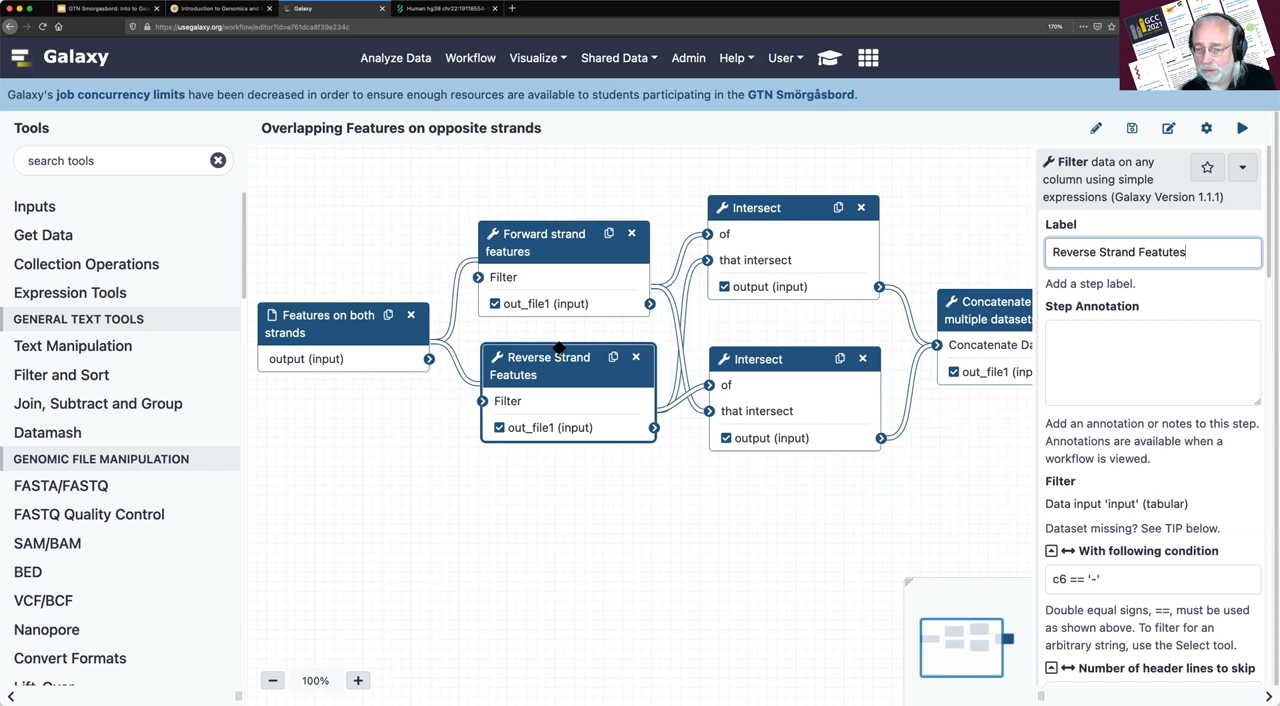 GTN Smorgasbord: Into to Gala
Introduction to Genomics and
Galaxy
Human hg38 chr22:19118554-
https://usegalaxy.org/workflow/editor?id=e761dca8f39e234c
170%
GCC
2021
Galaxy
Analyze Data
Workflow
Visualize
Shared Data
Admin
Help
User
Galaxy's job concurrency limits have been decreased in order to ensure enough resources are available to students participating in the GTN Smörgåsbord.
Tools
search tools
Inputs
Get Data
Collection Operations
Expression Tools
GENERAL TEXT TOOLS
Text Manipulation
Filter and Sort
Join, Subtract and Group
Datamash
GENOMIC FILE MANIPULATION
FASTA/FASTQ
FASTQ Quality Control
SAM/BAM
BED
VCF/BCF
Nanopore
Convert Formats
Lift-Over
Overlapping Features on opposite strands
Features on both
strands
output (input)
Forward strand
features
Filter
out_file1 (input)
Reverse Strand
Featutes
Filter
out_file1 (input)
Intersect
of
that intersect
output (input)
Intersect
of
that intersect
output (input)
Concatenate
multiple datasets
Concatenate Da
out_file1 (inp
100%
Filter data on any
column using simple
expressions (Galaxy Version 1.1.1)
Label
Reverse Strand Featutes
Add a step label.
Step Annotation
Add an annotation or notes to this step.
Annotations are available when a
workflow is viewed.
Filter
Data input 'input' (tabular)
Dataset missing? See TIP below.
With following condition
c6 == '-'
Double equal signs, ==, must be used
as shown above. To filter for an
arbitrary string, use the Select tool.
Number of header lines to skip